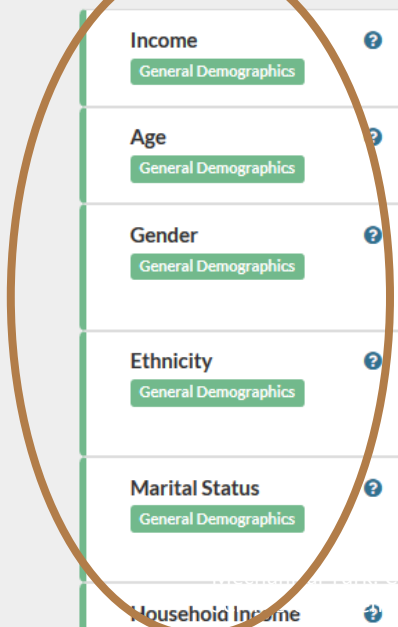 Income
General Demographics
Age
General Demographics
Gender
General Demographics
Ethnicity
General Demographics
Marital Status
General Demographics
Household Income